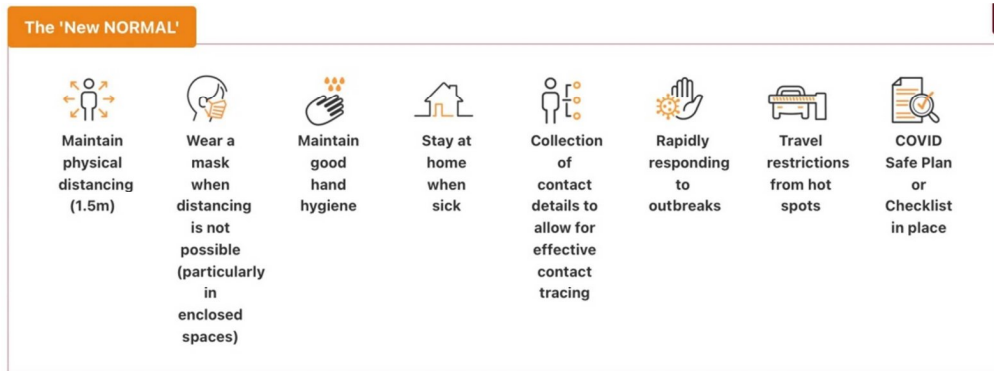 The 'New NORMAL'
Maintain
physical
distancing
(1.5m)
Wear a
mask
when
distancing
is not
possible
(particularly
in
enclosed
spaces)
Maintain
good
hand
hygiene
Stay at
home
when
sick
Collection
of
contact
details to
allow for
effective
contact
tracing
Rapidly
responding
to
outbreaks
Travel
restrictions
from hot
spots
COVID
Safe Plan
or
Checklist
in place